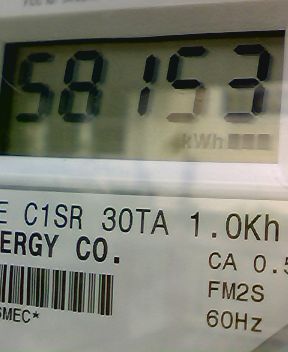 58153
kWh
E C1SR 30TA 1.0Kh
ERGY CO.
CA 0.5
FM2S
SMEC*
60Hz